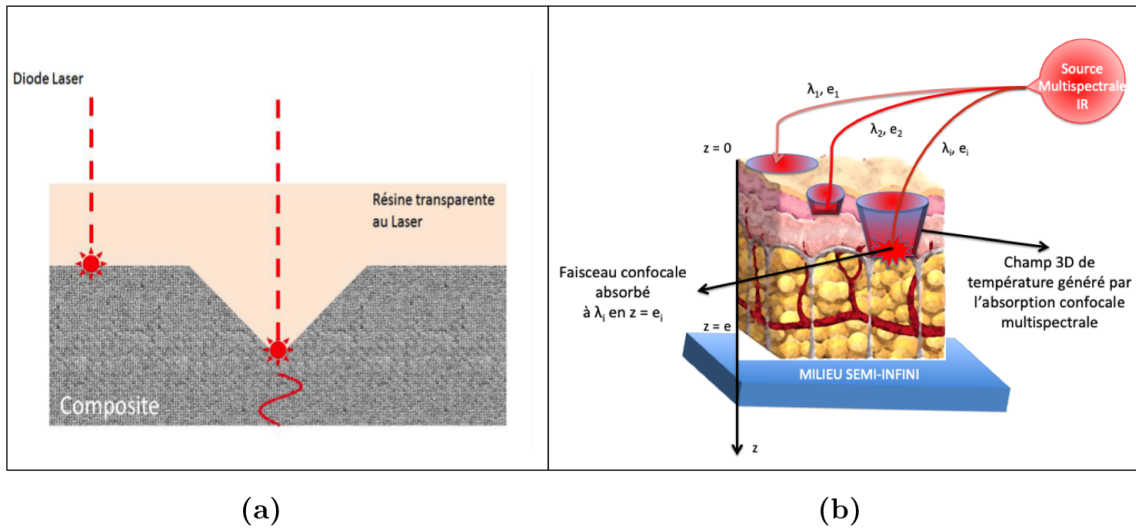 Diode Laser
Résine transparente
au Laser
Composite
(a)
Source
Multispectrale
IR
λ₁, e₁
λ₂, e₂
λᵢ, eᵢ
z = 0
Faisceau confocale
absorbé
à λᵢ en z = eᵢ
Champ 3D de
température généré par
l'absorption confocale
multispectrale
z = e
MILIEU SEMI-INFINI
z
(b)